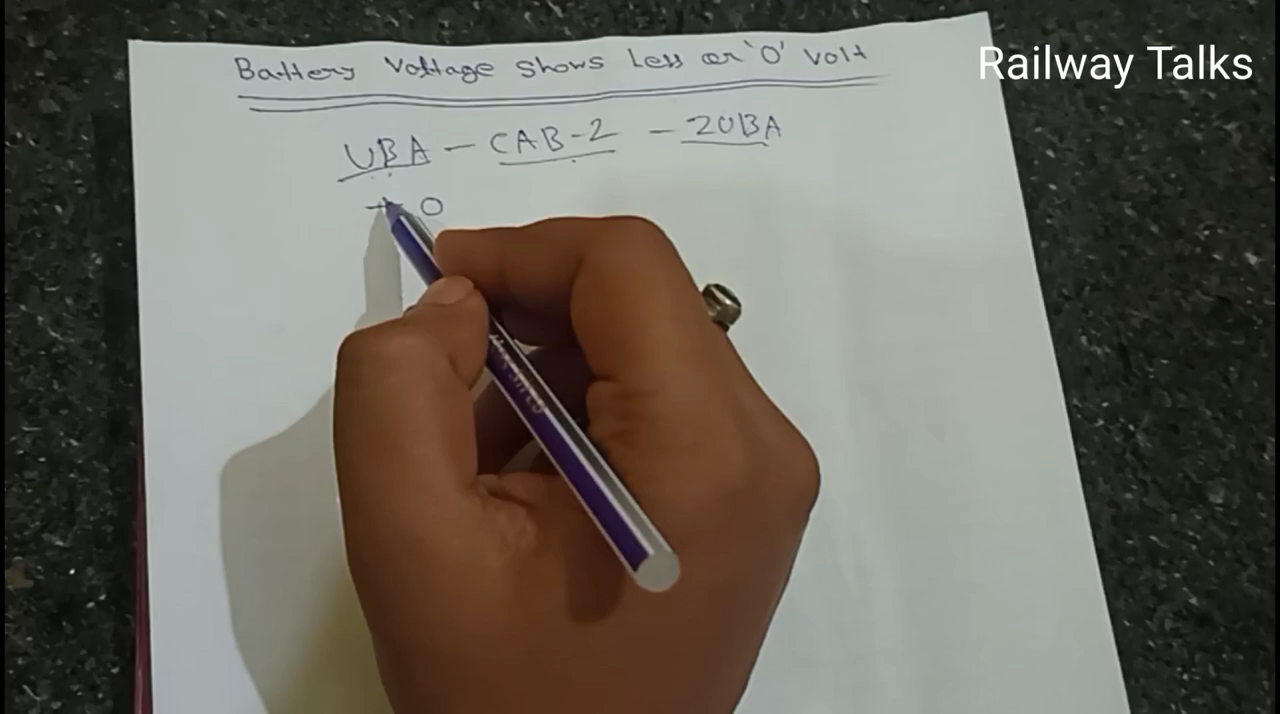 Battery Voltage Shows Less or 'O' Volt
Railway Talks
UBA - CAB-2 - 20BA
→ O